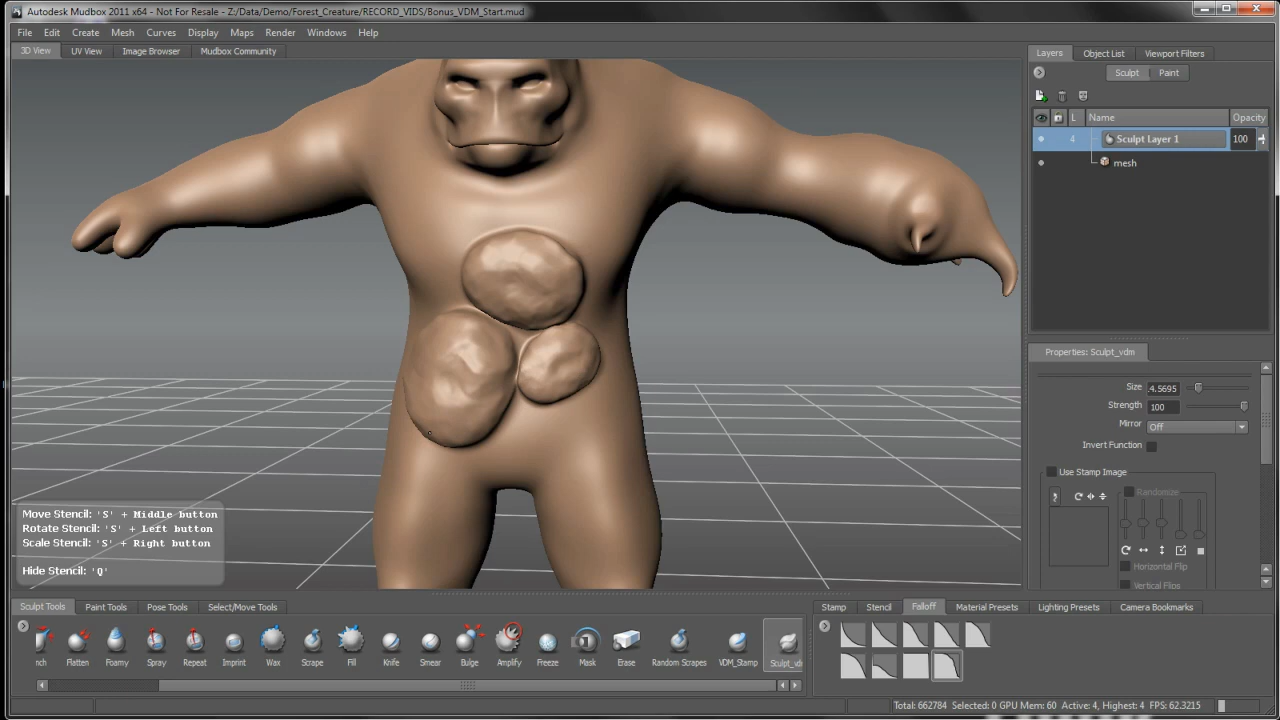 Autodesk Mudbox 2011 x64 - Not For Resale - Z:/Data/Demo/Forest_Creature/RECORD_VIDS/Bonus_VDM_Start.mud
File Edit Create Mesh Curves Display Maps Render Windows Help
3D View UV View Image Browser Mudbox Community
Layers Object List Viewport Filters
Sculpt Paint
L Name Opacity
4 Sculpt Layer 1 100
mesh
Properties: Sculpt_vdm
Size .4.5695
Strength 100
Mirror Off
Invert Function
Use Stamp Image
Randomize
Horizontal Flip
Vertical Flips
Move Stencil: 'S' + Middle button
Rotate Stencil: 'S' + Left button
Scale Stencil: 'S' + Right button
Hide Stencil: 'Q'
Sculpt Tools Paint Tools Pose Tools Select/Move Tools
Stamp Stencil Falloff Material Presets Lighting Presets Camera Bookmarks
nch Flatten Foamy Spray Repeat Imprint Wax Scrape Fill Knife Smear Bulge Amplify Freeze Mask Erase Random Scrapes VDM_Stamp Sculpt_vd
Total: 662784 Selected: 0 GPU Mem: 60 Active: 4, Highest: 4 FPS: 62.3215